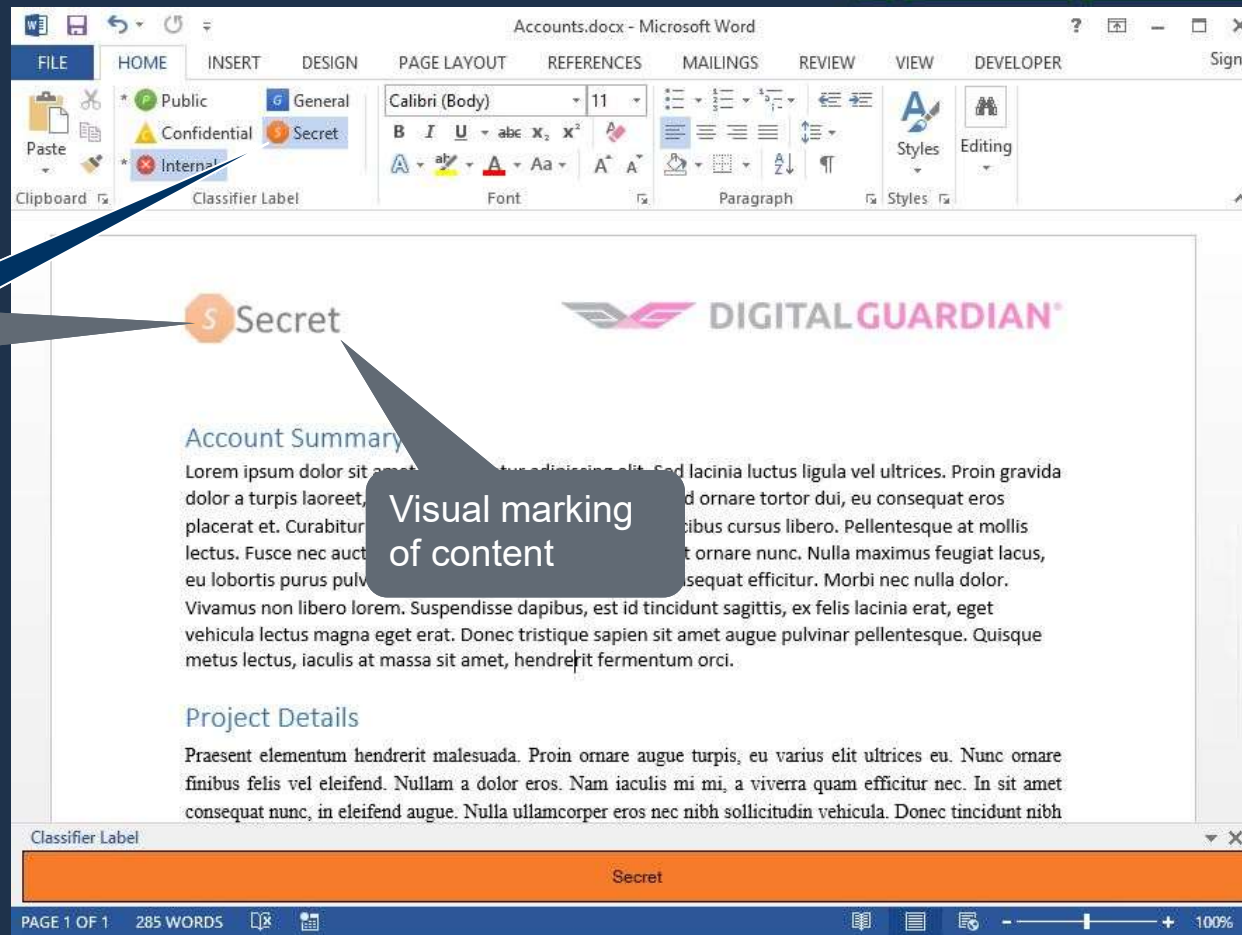 Accounts.docx - Microsoft Word
FILE HOME INSERT DESIGN PAGE LAYOUT REFERENCES MAILINGS REVIEW VIEW DEVELOPER Sign
* Public General
Confidential Secret
* Internal
Paste
Calibri (Body) 11
Styles
Editing
Clipboard Classifier Label Font Paragraph Styles
Secret
DIGITAL GUARDIAN
Visual marking
of content
Account Summary
Lorem ipsum dolor sit elit. Sed lacinia luctus ligula vel ultrices. Proin gravida
dolor a turpis laoreet, ornare tortor dui, eu consequat eros
placerat et. Curabitur cursus libero. Pellentesque at mollis
lectus. Fusce nec ornare nunc. Nulla maximus feugiat lacus,
eu lobortis purus efficitur. Morbi nec nulla dolor.
Vivamus non libero lorem. Suspendisse dapibus, est id tincidunt sagittis, ex felis lacinia erat, eget
vehicula lectus magna eget erat. Donec tristique sapien sit amet augue pulvinar pellentesque. Quisque
metus lectus, iaculis at massa sit amet, hendrerit fermentum orci.
Project Details
Praesent elementum hendrerit malesuada. Proin ornare augue turpis, eu varius elit ultrices eu. Nunc ornare
finibus felis vel eleifend. Nullam a dolor eros. Nam iaculis mi mi, a viverra quam efficitur nec. In sit amet
consequat nunc, in eleifend augue. Nulla ullamcorper eros nec nibh sollicitudin vehicula. Donec tincidunt nibh
Classifier Label
Secret
PAGE 1 OF 1 285 WORDS 100%